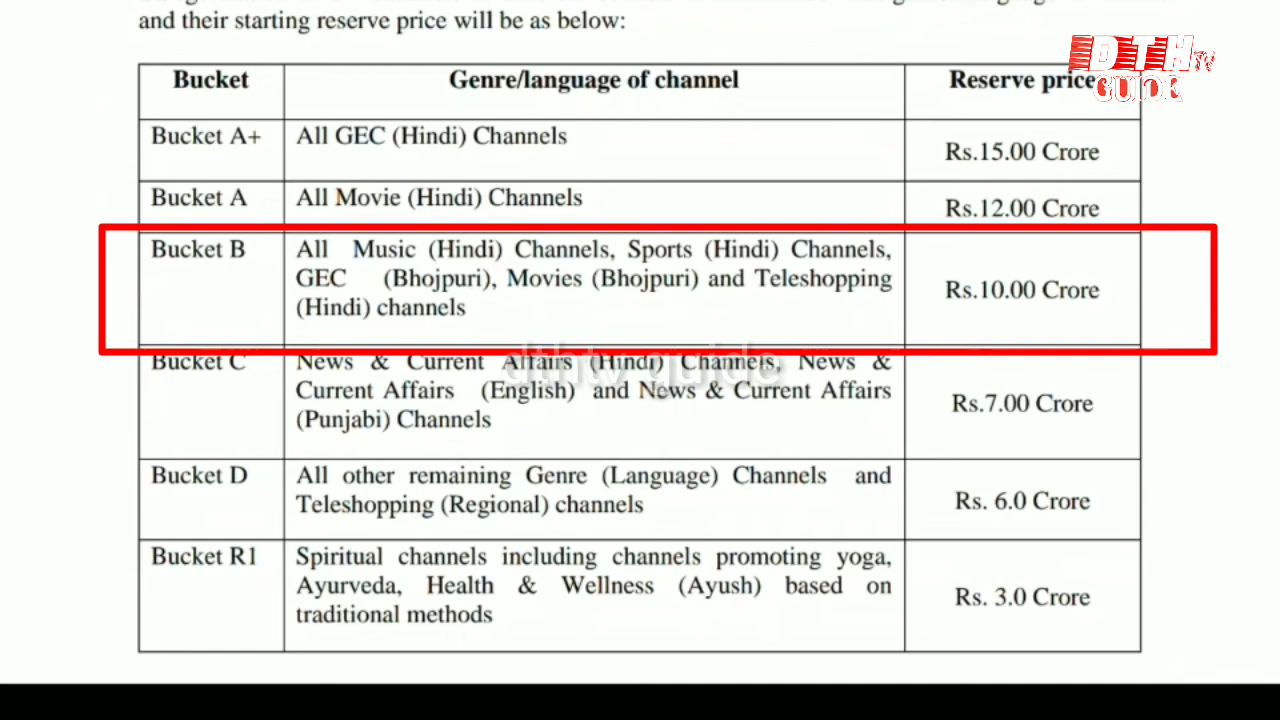 and their starting reserve price will be as below:
DTH TV
GUIDE
Bucket
Genre/language of channel
Reserve price
Bucket A+
All GEC (Hindi) Channels
Rs.15.00 Crore
Bucket A
All Movie (Hindi) Channels
Rs.12.00 Crore
Bucket B
All Music (Hindi) Channels, Sports (Hindi) Channels,
GEC (Bhojpuri), Movies (Bhojpuri) and Teleshopping
(Hindi) channels
Rs.10.00 Crore
Bucket C
News & Current Affairs (Hindi) Channels, News &
Current Affairs (English) and News & Current Affairs
(Punjabi) Channels
Rs.7.00 Crore
dthtv guide
Bucket D
All other remaining Genre (Language) Channels and
Teleshopping (Regional) channels
Rs. 6.0 Crore
Bucket R1
Spiritual channels including channels promoting yoga,
Ayurveda, Health & Wellness (Ayush) based on
traditional methods
Rs. 3.0 Crore